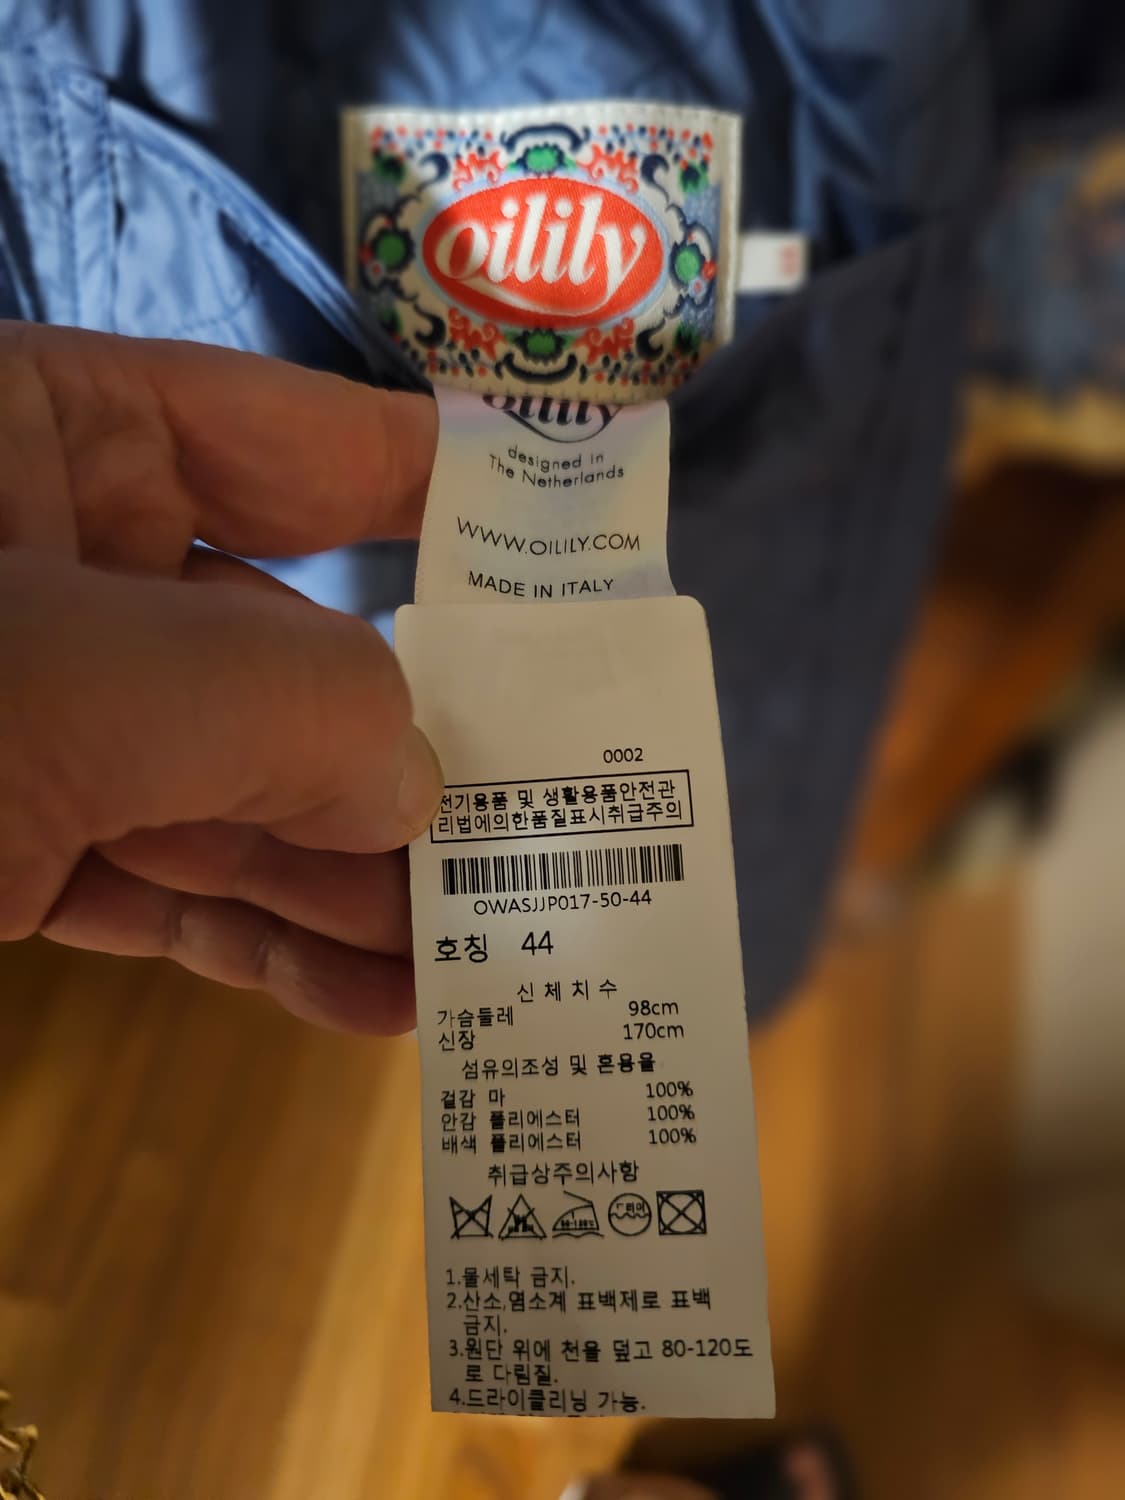 oilily
oilily
designed in
The Netherlands
WWW.OILILY.COM
MADE IN ITALY
0002
전기용품 및 생활용품안전관
리법에의한품질표시취급주의
OWASJJP017-50-44
호칭 44
신체치수
가슴둘레 98cm
신장 170cm
섬유의조성 및 혼용율
겉감 마 100%
안감 폴리에스터 100%
배색 폴리에스터 100%
취급상주의사항
1.물세탁 금지.
2.산소,염소계 표백제로 표백
금지.
3.원단 위에 천을 덮고 80-120도
로 다림질.
4.드라이클리닝 가능.